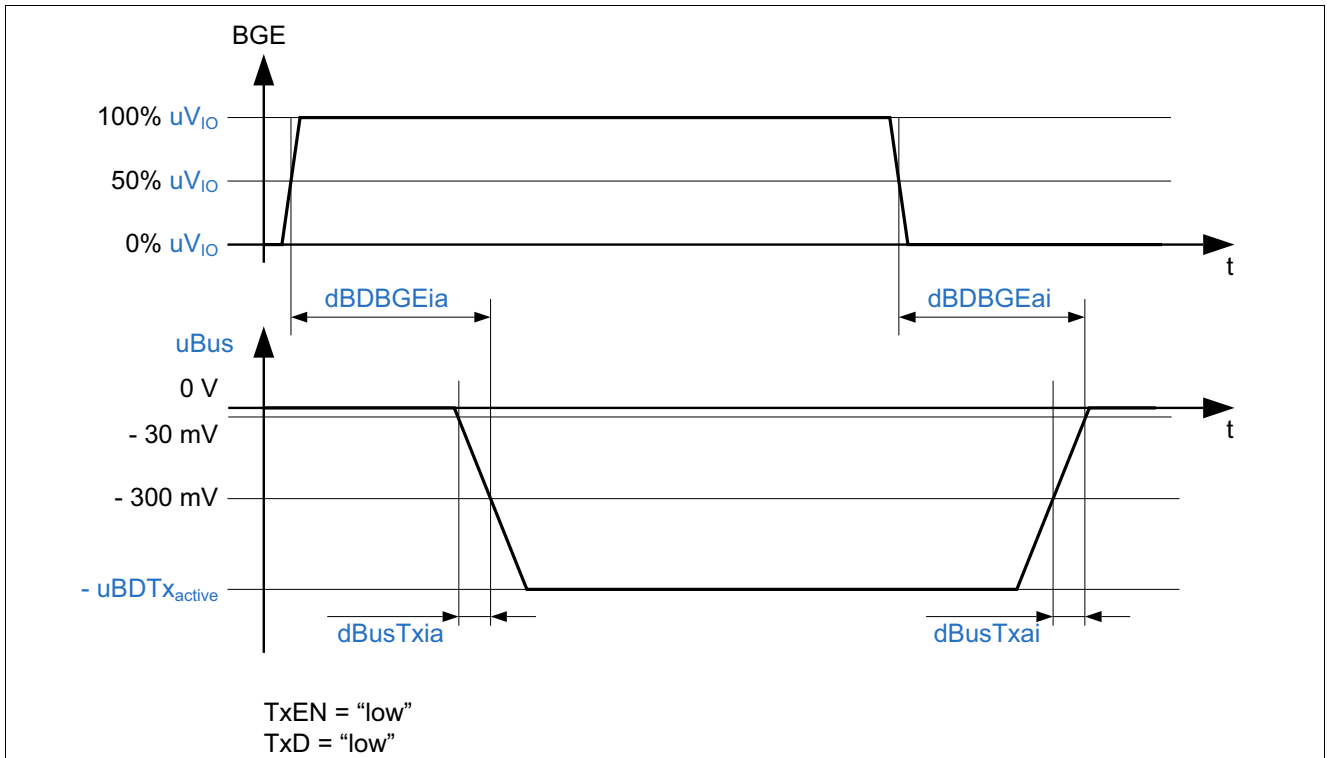 BGE
100% uVIO
50% uVIO
0% uVIO
t
dBDBGEia
dBDBGEai
uBus
0 V
t
- 30 mV
- 300 mV
- uBDTxactive
dBusTxia
dBusTxai
TxEN = “low”
TxD = “low”